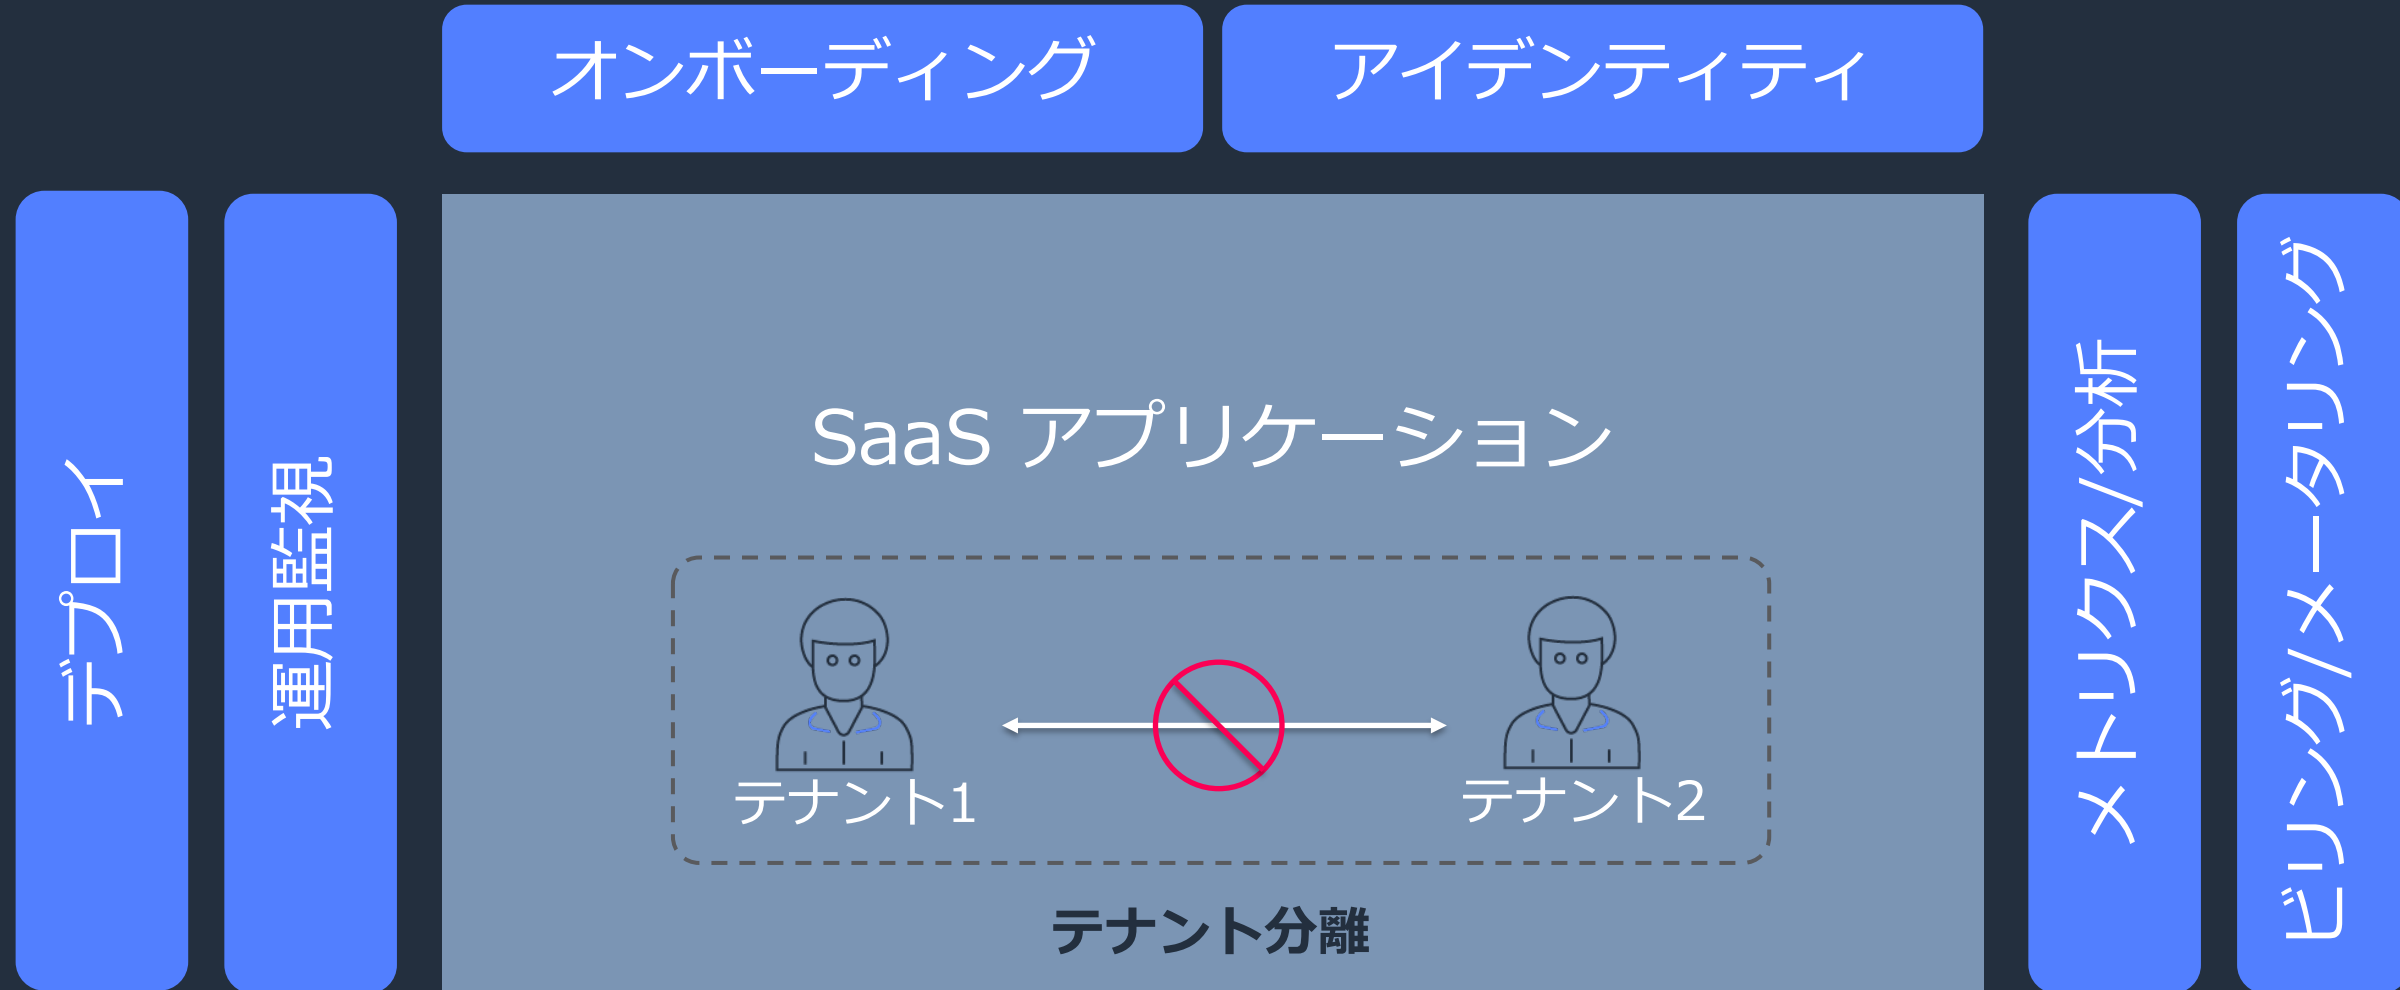 オンボーディング
アイデンティティ
デプロイ
運用監視
SaaS アプリケーション
テナント1
テナント2
テナント分離
メトリクス/分析
ビリング/メータリング